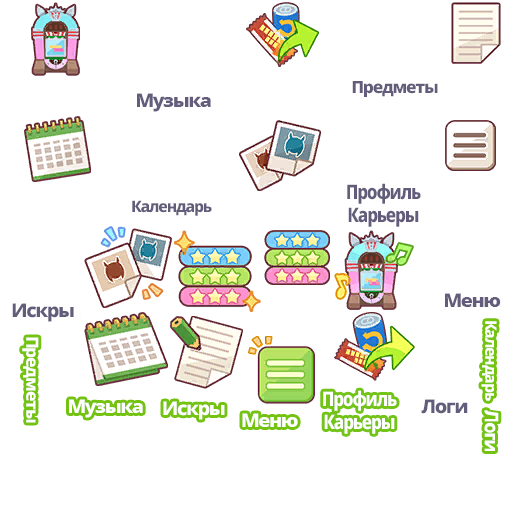 Предметы
Музыка
Календарь
Профиль
Карьеры
Искры
Меню
Предметы
Музыка
Искры
Меню
Профиль
Карьеры
Логи
Календарь
Логи